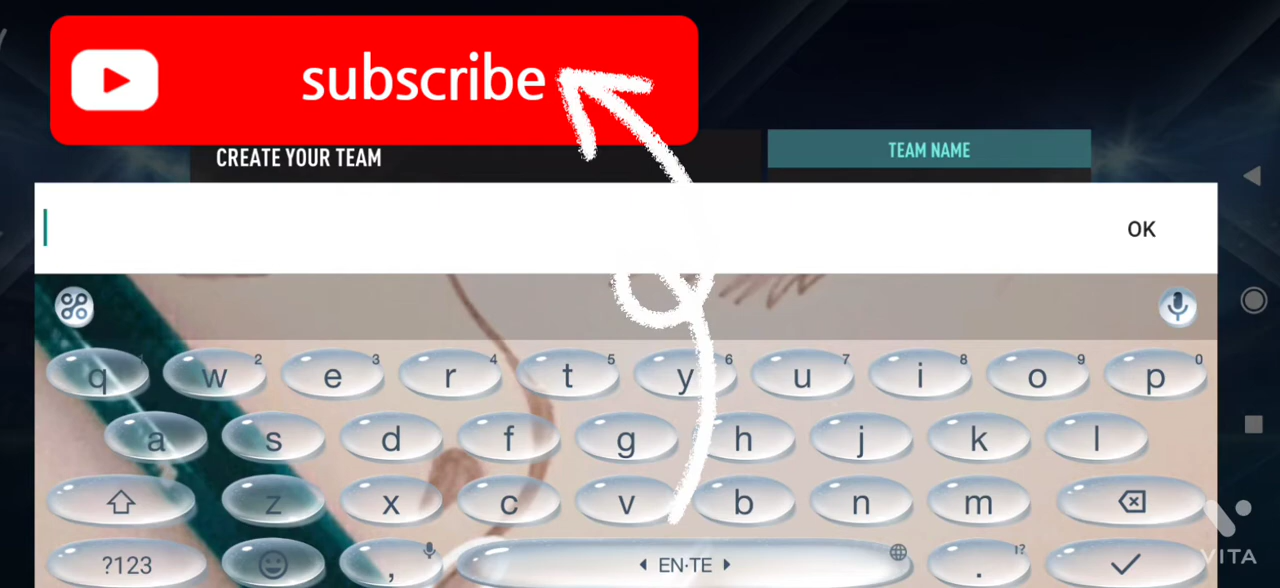 subscribe
CREATE YOUR TEAM
TEAM NAME
OK
q 1 w 2 e 3 r 4 t 5 y 6 u 7 i 8 o 9 p 0
a s d f g h j k l
z x c v b n m
?123 , EN·TE . !?
VITA